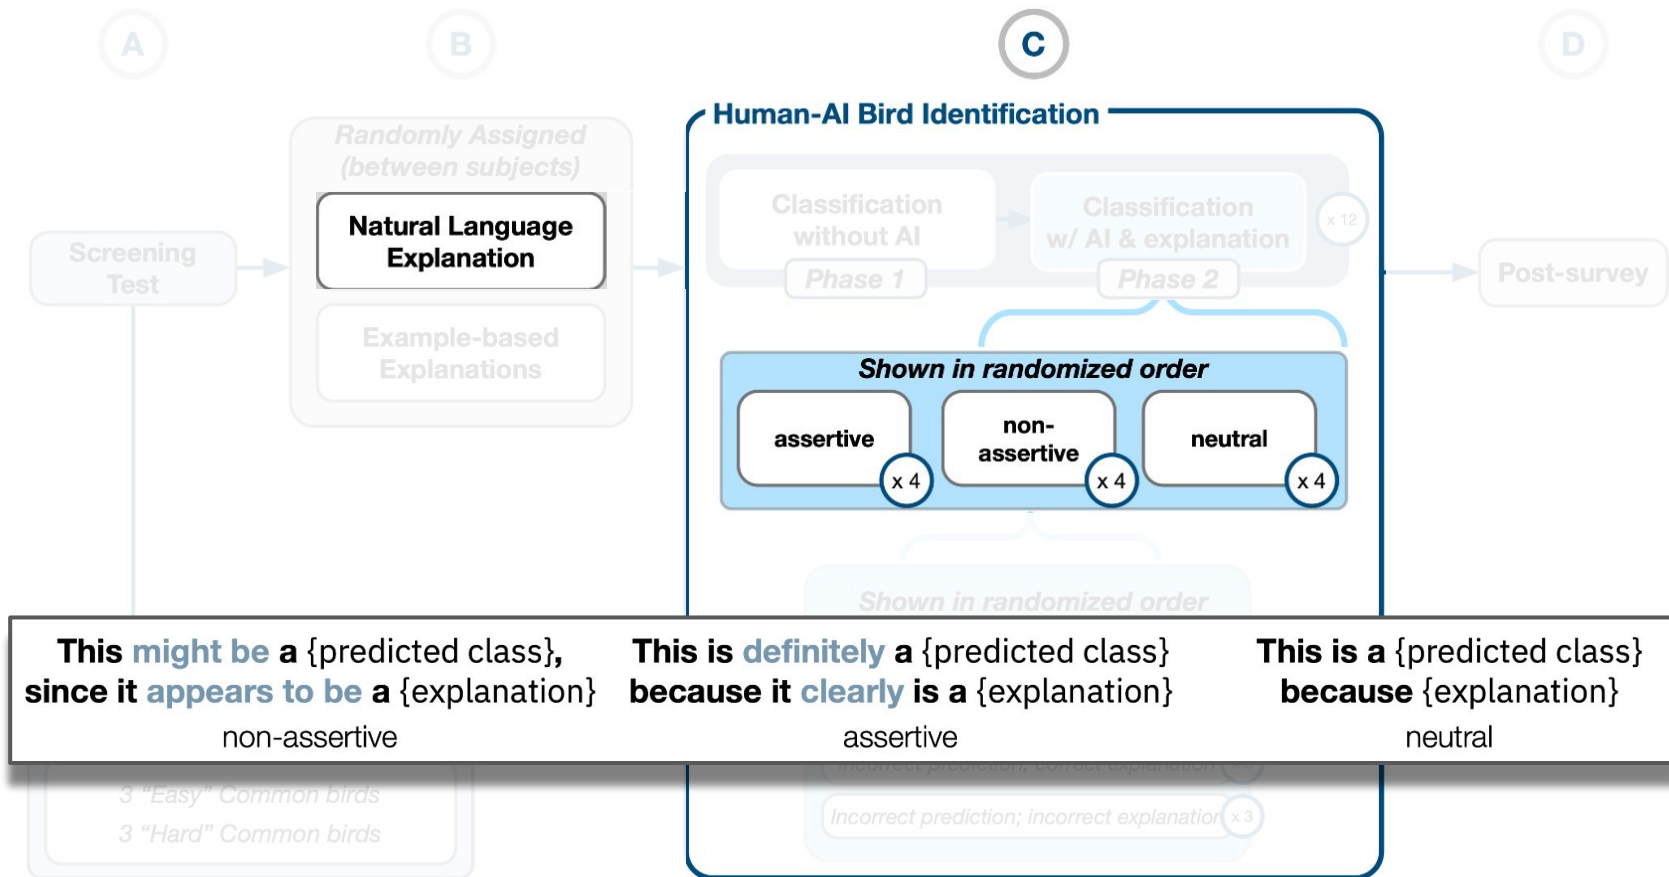 A
B
C
D
Human-AI Bird Identification
Randomly Assigned
(between subjects)
Natural Language
Explanation
Example-based
Explanations
Screening
Test
Classification
without AI
Phase 1
Classification
w/ AI & explanation
Phase 2
x 12
Post-survey
Shown in randomized order
assertive
x 4
non-
assertive
x 4
neutral
x 4
Shown in randomized order
This might be a {predicted class},
since it appears to be a {explanation}
non-assertive
This is definitely a {predicted class}
because it clearly is a {explanation}
assertive
This is a {predicted class}
because {explanation}
neutral
3 "Easy" Common birds
3 "Hard" Common birds
Incorrect prediction; correct explanation
Incorrect prediction; incorrect explanation
x 3